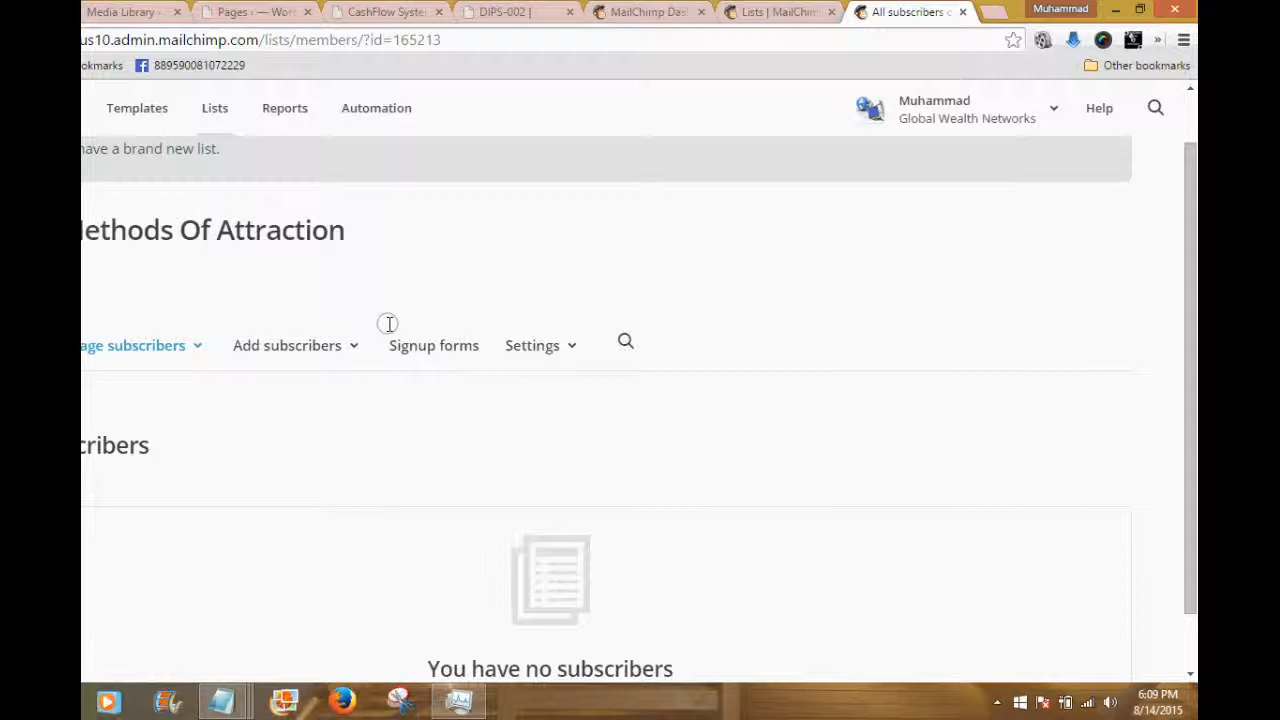 Media Library ‹
Pages ‹ — Wor
CashFlow Syste
DIPS-002 |
MailChimp Das
Lists | MailChim
All subscribers o
Muhammad
us10.admin.mailchimp.com/lists/members/?id=165213
okmarks
889590081072229
Other bookmarks
Templates
Lists
Reports
Automation
Muhammad
Global Wealth Networks
Help
have a brand new list.
Methods Of Attraction
age subscribers
Add subscribers
Signup forms
Settings
cribers
You have no subscribers
6:09 PM
8/14/2015